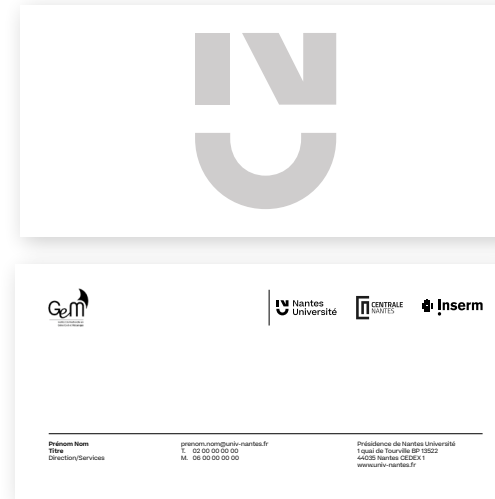 NU
GeM
Nantes
Université
CENTRALE
NANTES
Inserm
Prénom Nom
Titre
Direction/Services
prenom.nom@univ-nantes.fr
T. 02 00 00 00 00
M. 06 00 00 00 00
Présidence de Nantes Université
1 quai de Tourville BP 13522
44035 Nantes CEDEX 1
www.univ-nantes.fr